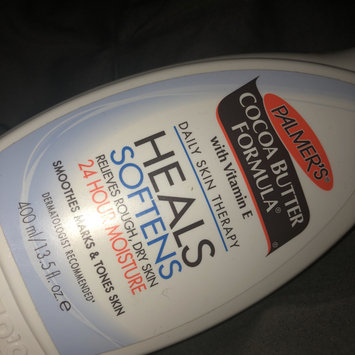 PALMER'S
COCOA BUTTER
FORMULA®
with Vitamin E
DAILY SKIN THERAPY
HEALS
SOFTENS
RELIEVES ROUGH, DRY SKIN
24 HOUR MOISTURE
SMOOTHES MARKS & TONES SKIN
DERMATOLOGIST RECOMMENDED*
400 ml/13.5 fl. oz e